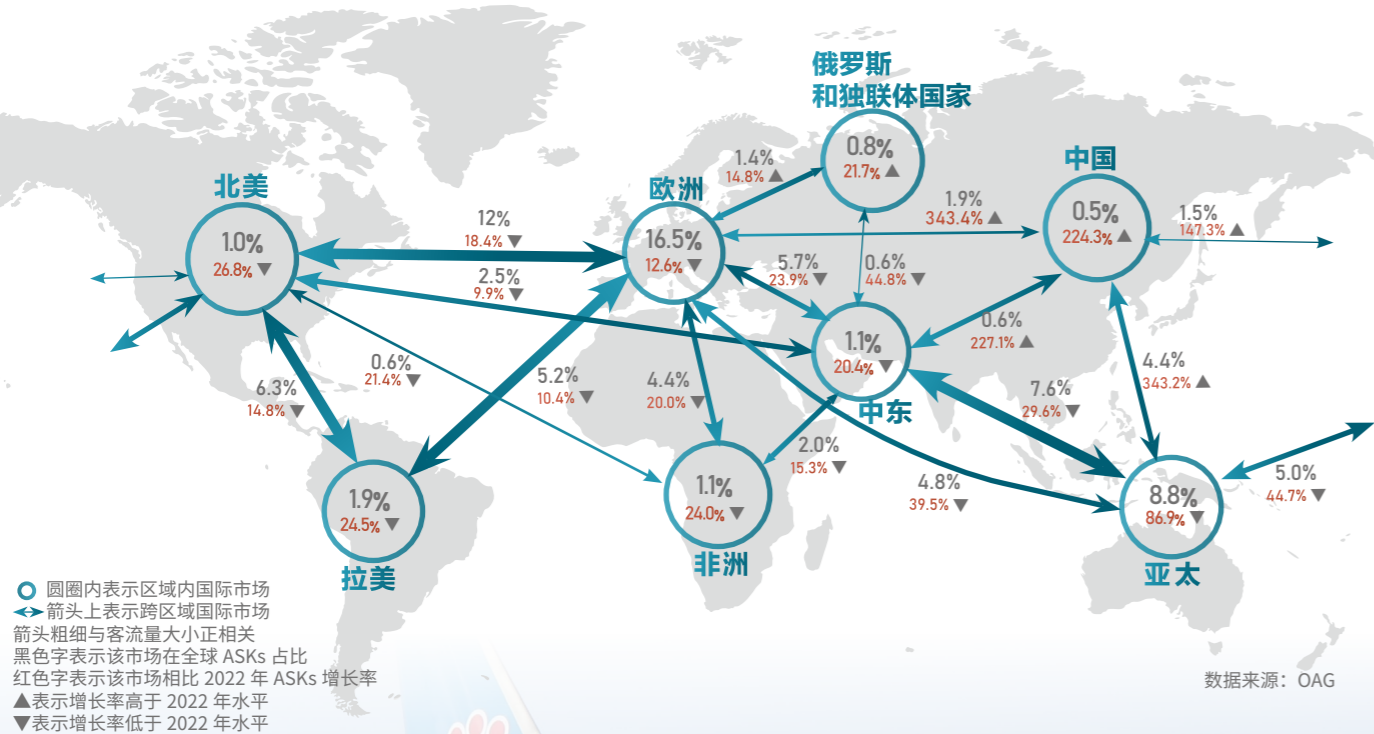 俄罗斯
和独联体国家
0.8%
21.7% ▲
中国
0.5%
224.3% ▲
1.4%
14.8% ▲
1.9%
343.4% ▲
1.5%
147.3% ▲
北美
1.0%
26.8% ▼
欧洲
16.5%
12.6% ▼
12%
18.4% ▼
2.5%
9.9% ▼
5.7%
23.9% ▼
0.6%
44.8% ▼
0.6%
227.1% ▲
中东
1.1%
20.4% ▼
4.4%
343.2% ▲
0.6%
21.4% ▼
6.3%
14.8% ▼
5.2%
10.4% ▼
4.4%
20.0% ▼
7.6%
29.6% ▼
2.0%
15.3% ▼
4.8%
39.5% ▼
5.0%
44.7% ▼
拉美
1.9%
24.5% ▼
非洲
1.1%
24.0% ▼
亚太
8.8%
86.9% ▼
圆圈内表示区域内国际市场
箭头上表示跨区域国际市场
箭头粗细与客流量大小正相关
黑色字表示该市场在全球 ASKs 占比
红色字表示该市场相比 2022 年 ASKs 增长率
▲表示增长率高于 2022 年水平
▼表示增长率低于 2022 年水平
数据来源：OAG